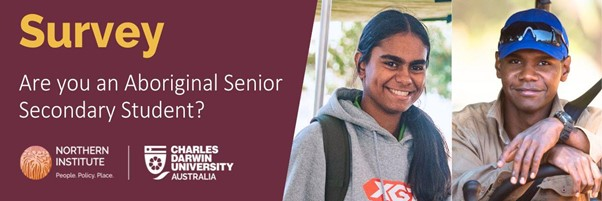 Survey
Are you an Aboriginal Senior
Secondary Student?
NORTHERN
INSTITUTE
People. Policy. Place.
CHARLES
DARWIN
UNIVERSITY
AUSTRALIA